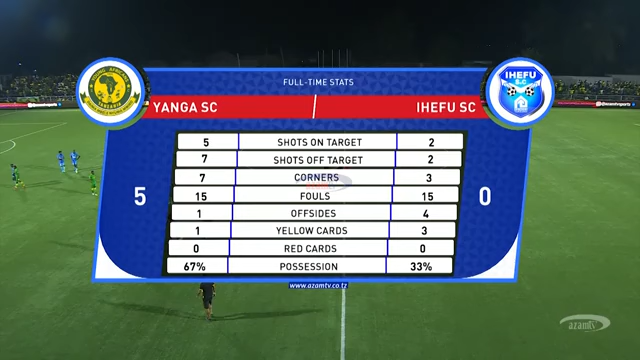 FULL-TIME STATS
IHEFU
S.C
TANZANIA
YANGA SC / IHEFU SC
5 SHOTS ON TARGET 2
7 SHOTS OFF TARGET 2
7 CORNERS 3
5 15 FOULS 15 0
1 OFFSIDES 4
1 YELLOW CARDS 3
0 RED CARDS 0
67% POSSESSION 33%
www.azamtv.co.tz
azamtv